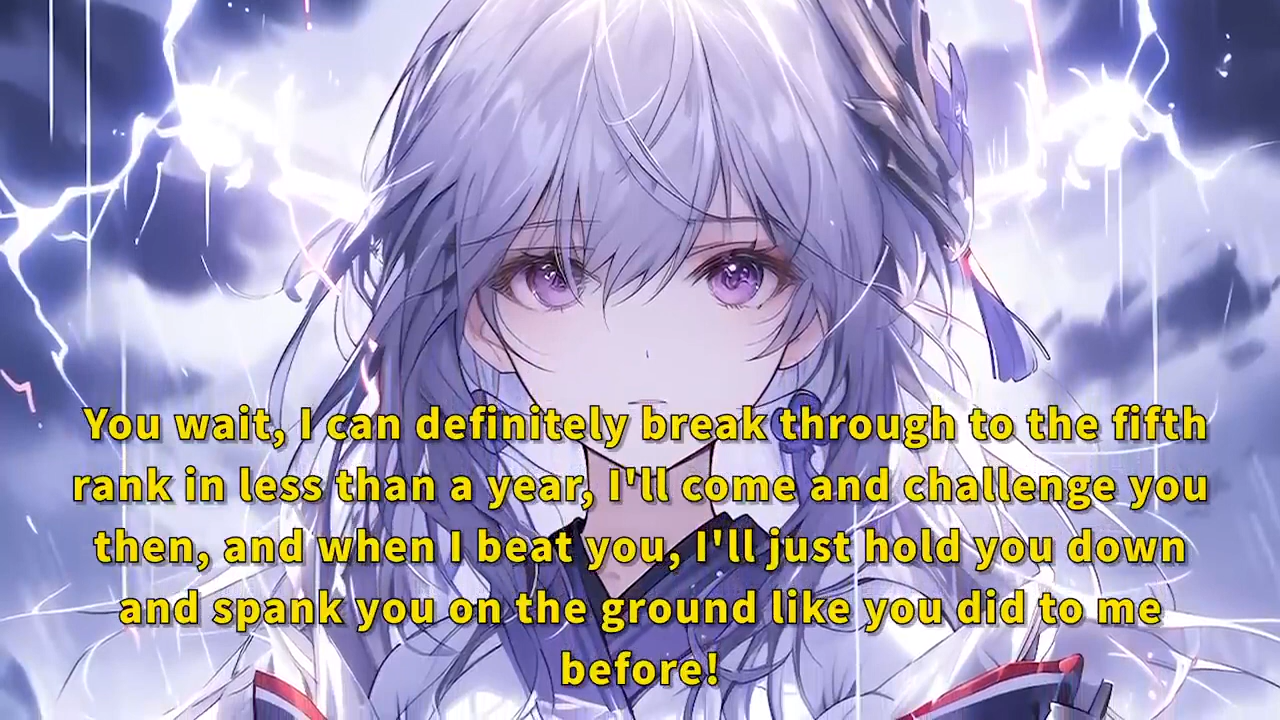 You wait, I can definitely break through to the fifth
rank in less than a year, I'll come and challenge you
then, and when I beat you, I'll just hold you down
and spank you on the ground like you did to me
before!